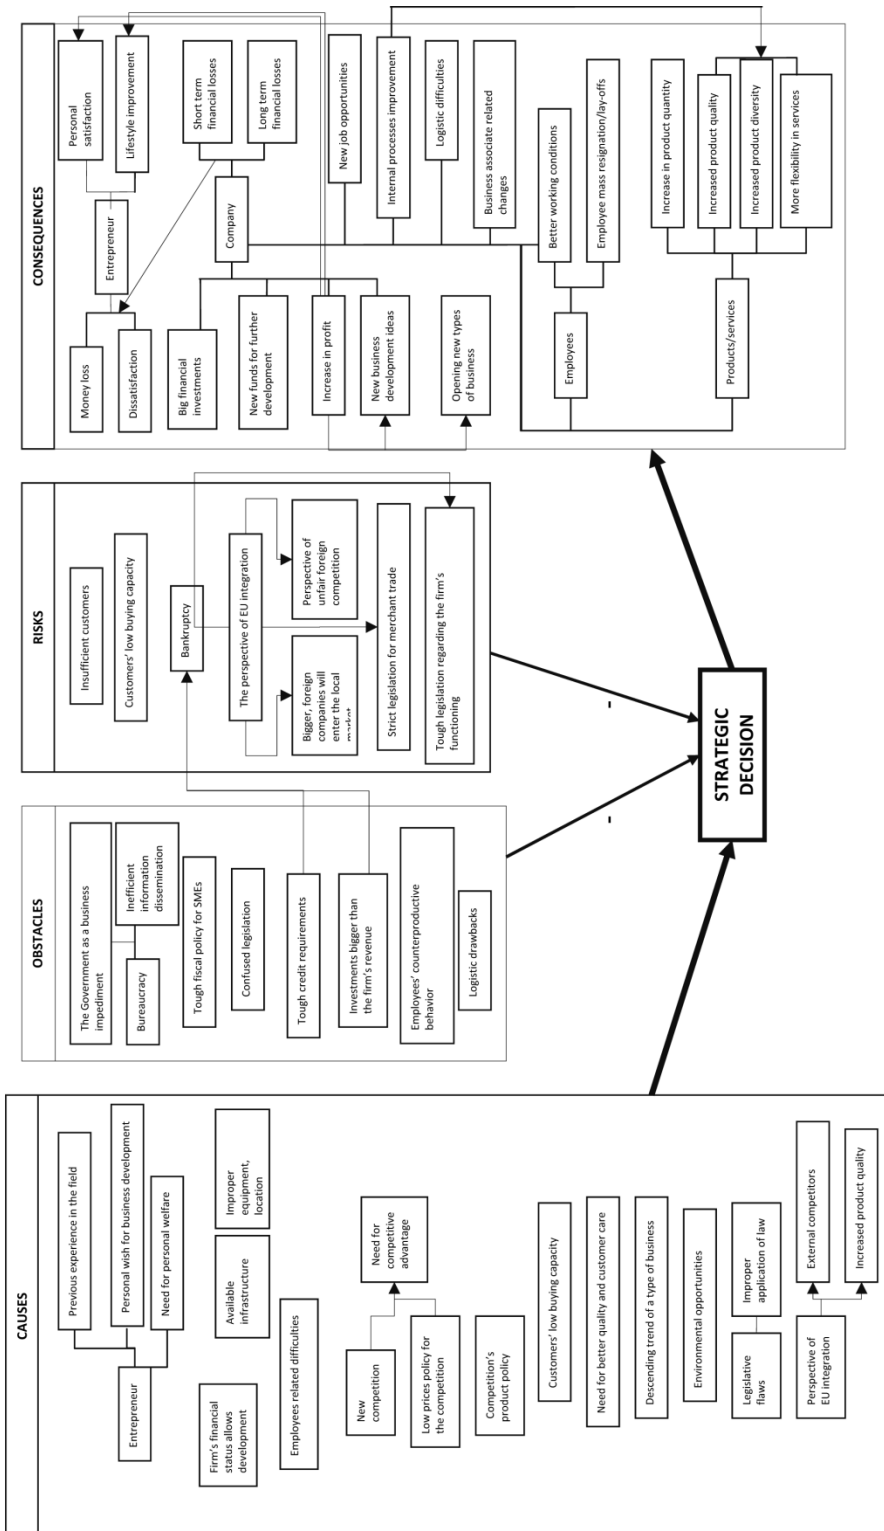 CAUSES
Previous experience in the field
Personal wish for business development
Need for personal welfare
Entrepreneur
Firm's financial
status allows
development
Available
infrastructure
Improper
equipment,
location
Employees related difficulties
New
competition
Low prices policy for
the competition
Need for
competitive
advantage
Competition's
product policy
Customers' low buying capacity
Need for better quality and customer care
Descending trend of a type of business
Environmental opportunities
Legislative
flaws
Improper
application of law
Perspective of
EU integration
External competitors
Increased product quality
OBSTACLES
The Government as a business
impediment
Bureaucracy
Inefficient
information
dissemination
Tough fiscal policy for SMEs
Confused legislation
Tough credit requirements
Investments bigger than
the firm's revenue
Employees' counterproductive
behavior
Logistic drawbacks
RISKS
Insufficient customers
Customers' low buying capacity
Bankruptcy
The perspective of EU integration
Bigger, foreign
companies will
enter the local
market
Perspective of
unfair foreign
competition
Strict legislation for merchant trade
Tough legislation regarding the firm's
functioning
CONSEQUENCES
Money loss
Dissatisfaction
Entrepreneur
Personal
satisfaction
Lifestyle improvement
Big financial
investments
New funds for further
development
Increase in profit
New business
development ideas
Opening new types
of business
Company
Short term
financial losses
Long term
financial losses
New job opportunities
Internal processes improvement
Logistic difficulties
Business associate related
changes
Employees
Better working conditions
Employee mass resignation/lay-offs
Products/services
Increase in product quantity
Increased product quality
Increased product diversity
More flexibility in services
-
-
STRATEGIC
DECISION